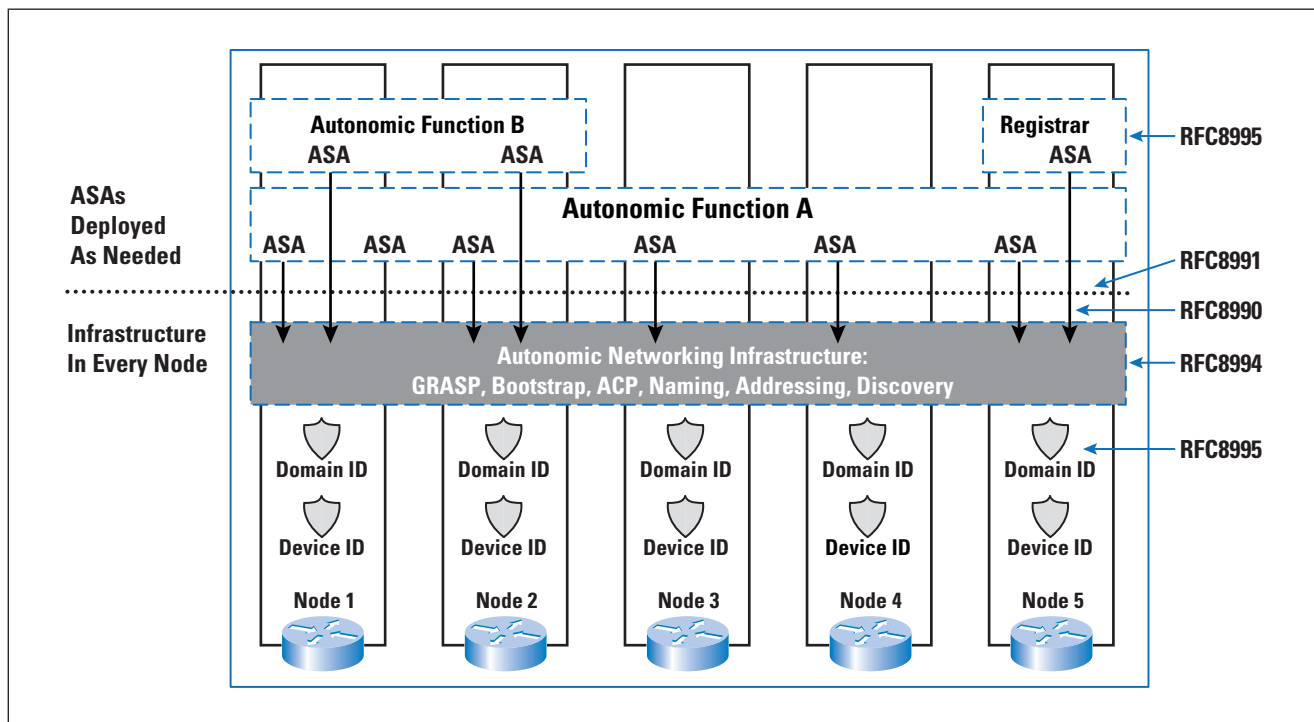 Autonomic Function B
ASA ASA
Registrar
ASA
RFC8995
ASAs
Deployed
As Needed
Autonomic Function A
ASA ASA ASA ASA ASA ASA
RFC8991
RFC8990
Infrastructure
In Every Node
Autonomic Networking Infrastructure:
GRASP, Bootstrap, ACP, Naming, Addressing, Discovery
RFC8994
Domain ID Domain ID Domain ID Domain ID Domain ID
RFC8995
Device ID Device ID Device ID Device ID Device ID
Node 1 Node 2 Node 3 Node 4 Node 5